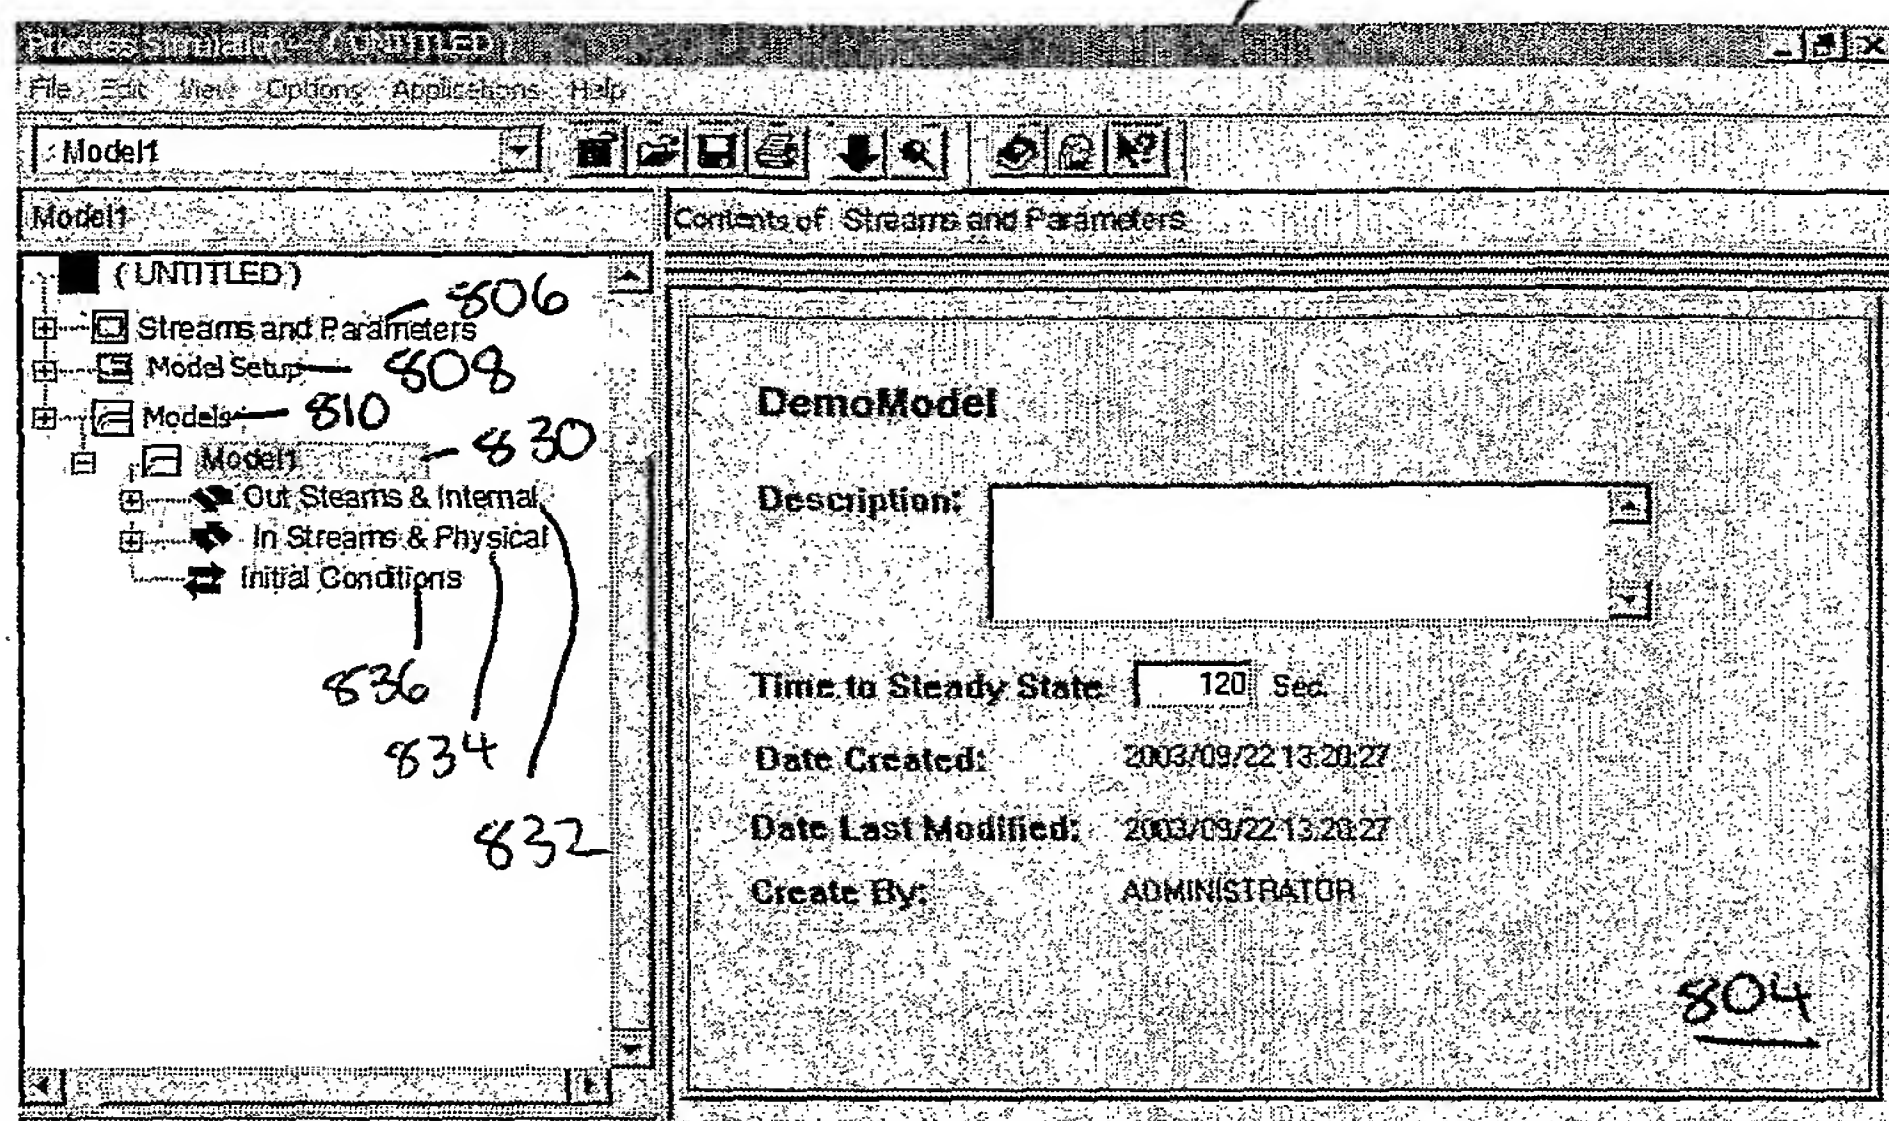 Process Simulation - ( UNTITLED )
File Edit View Options Applications Help
Model1
Model1
Contents of Streams and Parameters
( UNTITLED )
806
Streams and Parameters
Model Setup 808
Models 810
Model1 830
Out Steams & Internal
In Streams & Physical
Initial Conditions
836
834
832
DemoModel
Description:
Time to Steady State 120 Sec.
Date Created: 2003/09/22 13:20:27
Date Last Modified: 2003/09/22 13:20:27
Create By: ADMINISTRATOR
804